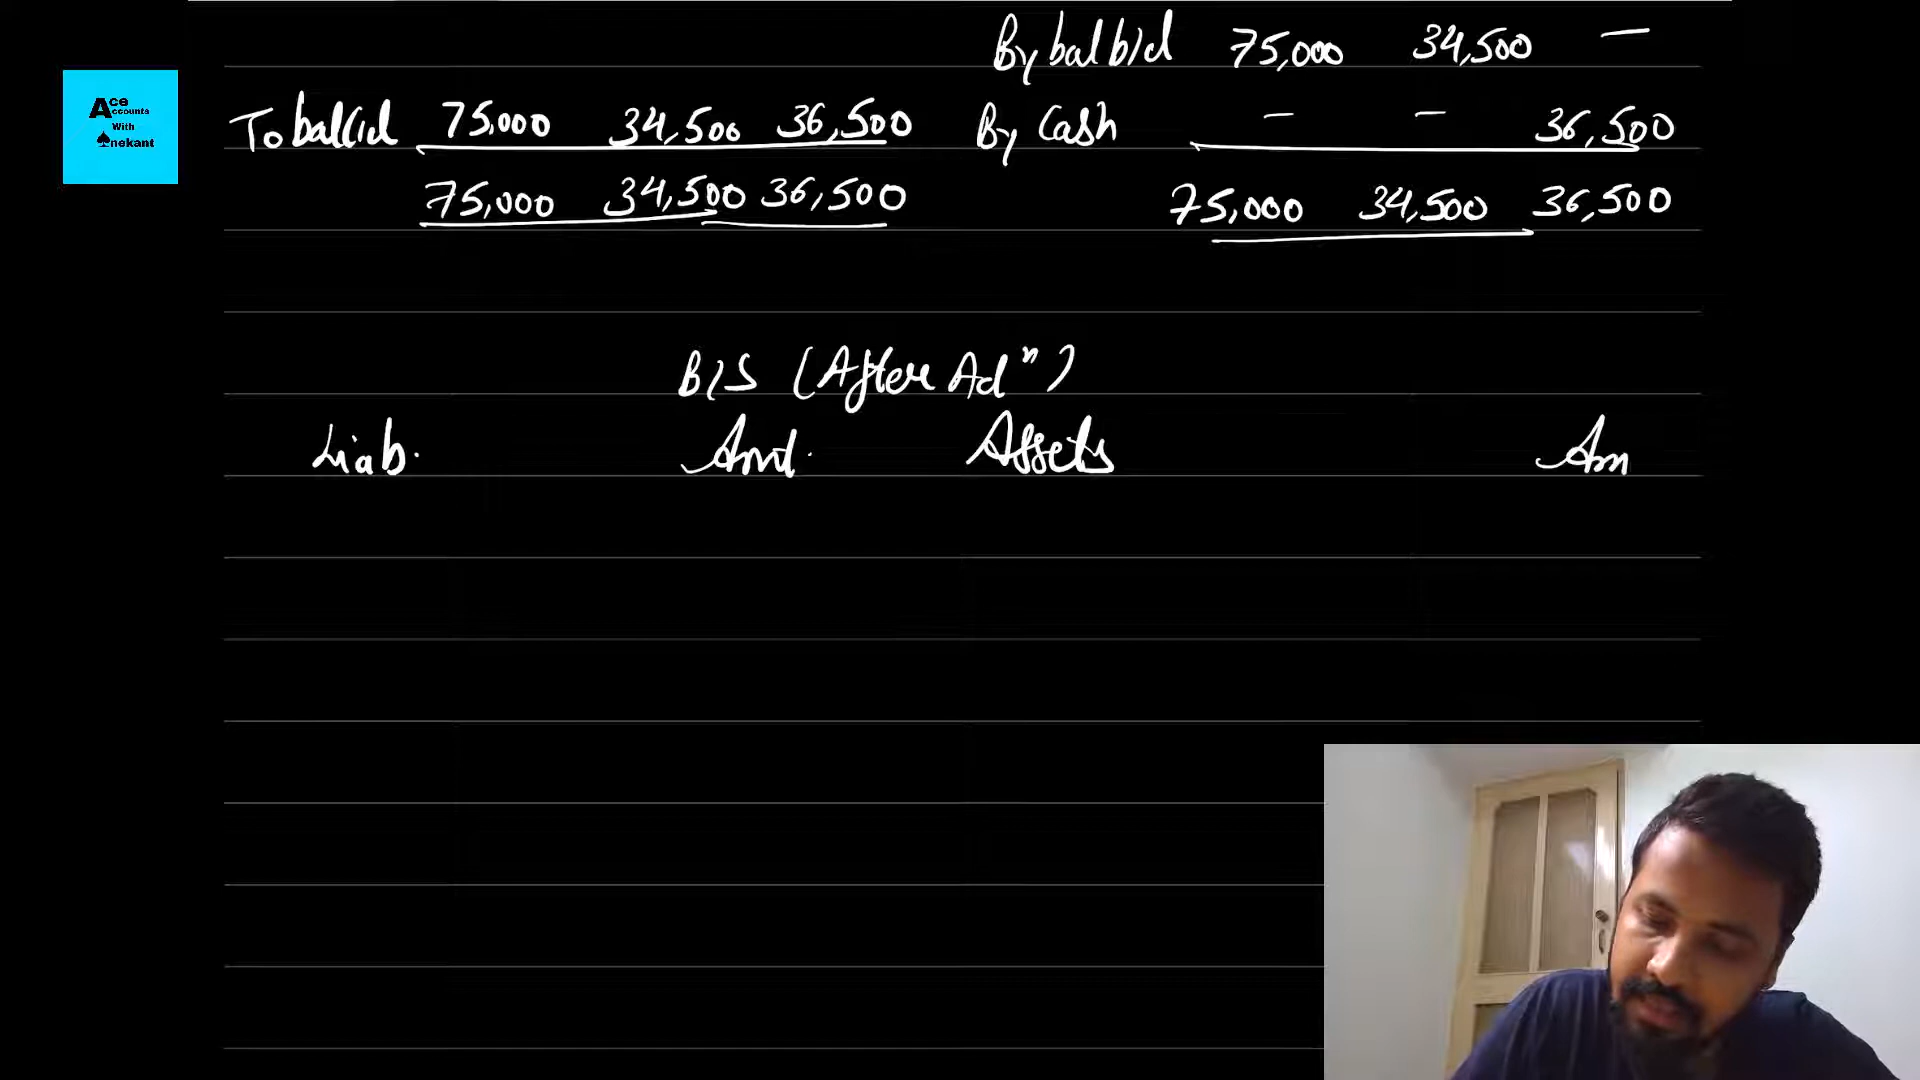 By bal b/d 75,000 34,500 —
Ace
Accounts
With
Anekant
To bal c/d 75,000 34,500 36,500 By Cash — — 36,500
75,000 34,500 36,500 75,000 34,500 36,500
B/S (After Adⁿ)
Liab. Amt. Assets Am